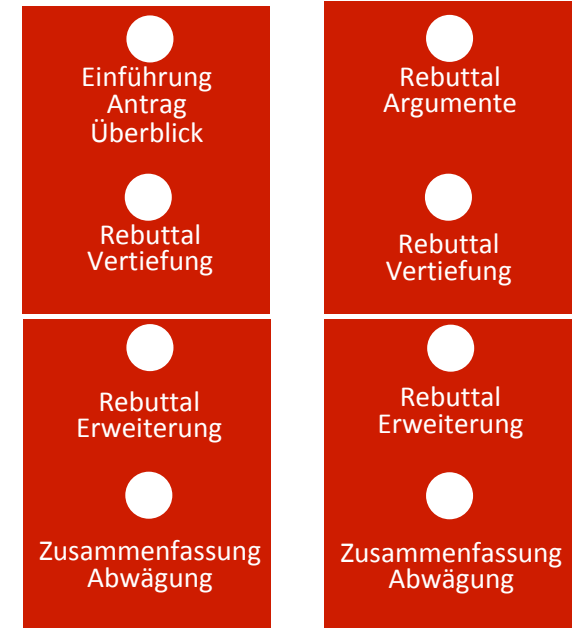 Einführung
Antrag
Überblick
Rebuttal
Vertiefung
Rebuttal
Argumente
Rebuttal
Vertiefung
Rebuttal
Erweiterung
Zusammenfassung
Abwägung
Rebuttal
Erweiterung
Zusammenfassung
Abwägung